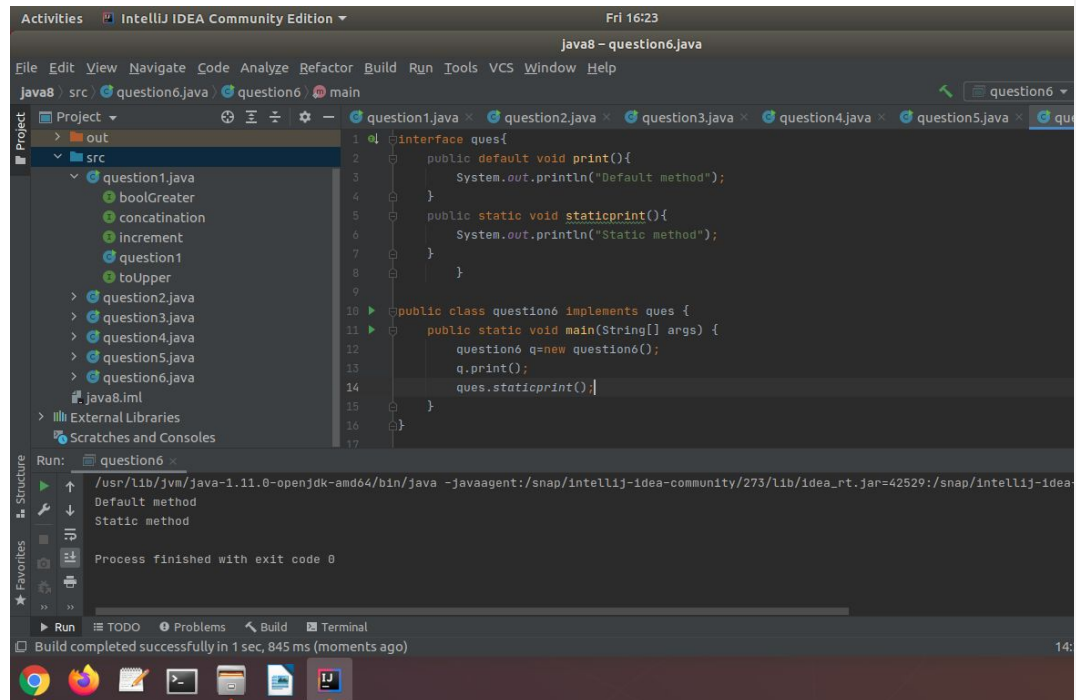 Activities IntelliJ IDEA Community Edition Fri 16:23
java8 – question6.java
File Edit View Navigate Code Analyze Refactor Build Run Tools VCS Window Help
java8 src question6.java question6 main question6
Project question1.java question2.java question3.java question4.java question5.java que
out
src
question1.java
boolGreater
concatination
increment
question1
toUpper
question2.java
question3.java
question4.java
question5.java
question6.java
java8.iml
External Libraries
Scratches and Consoles
Project
1 interface ques{
2 public default void print(){
3 System.out.println("Default method");
4 }
5 public static void staticprint(){
6 System.out.println("Static method");
7 }
8 }
9
10 public class question6 implements ques {
11 public static void main(String[] args) {
12 question6 q=new question6();
13 q.print();
14 ques.staticprint();
15 }
16 }
17
Structure
Favorites
Run: question6
/usr/lib/jvm/java-1.11.0-openjdk-amd64/bin/java -javaagent:/snap/intellij-idea-community/273/lib/idea_rt.jar=42529:/snap/intellij-idea-
Default method
Static method
Process finished with exit code 0
Run TODO Problems Build Terminal
Build completed successfully in 1 sec, 845 ms (moments ago) 14: